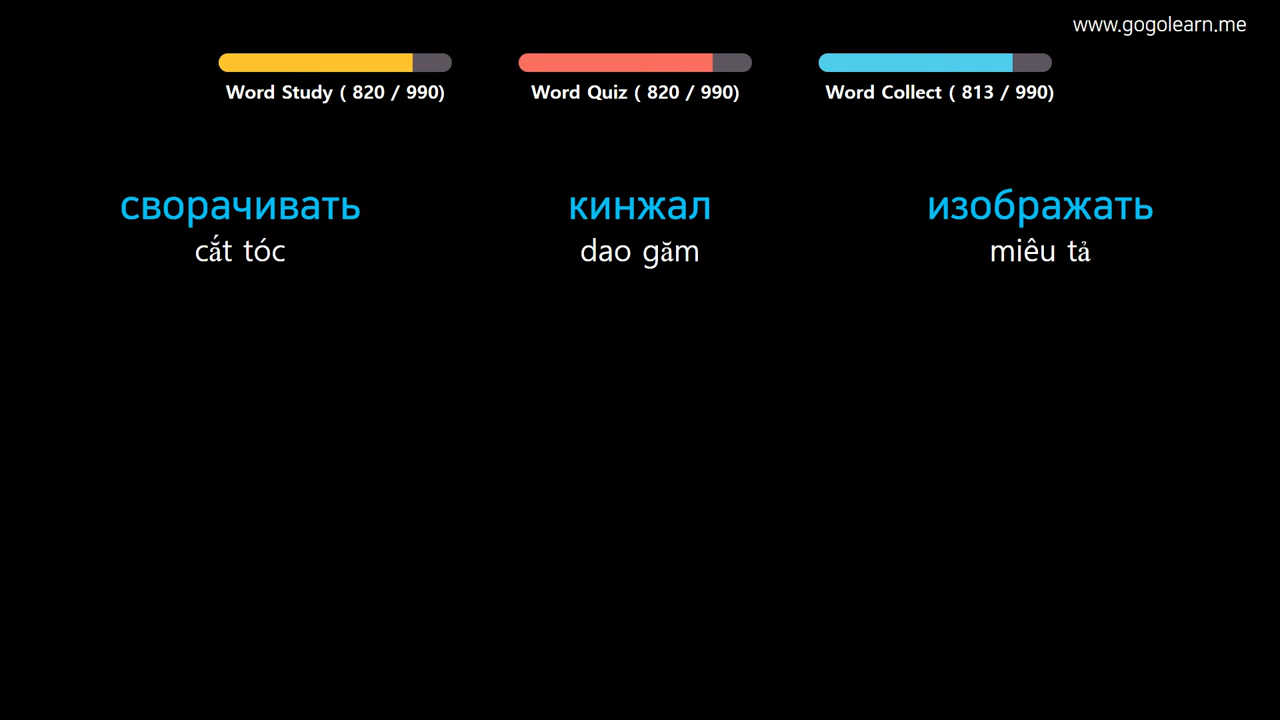 www.gogolearn.me
Word Study ( 820 / 990)
Word Quiz ( 820 / 990)
Word Collect ( 813 / 990)
сворачивать
cắt tóc
кинжал
dao găm
изображать
miêu tả